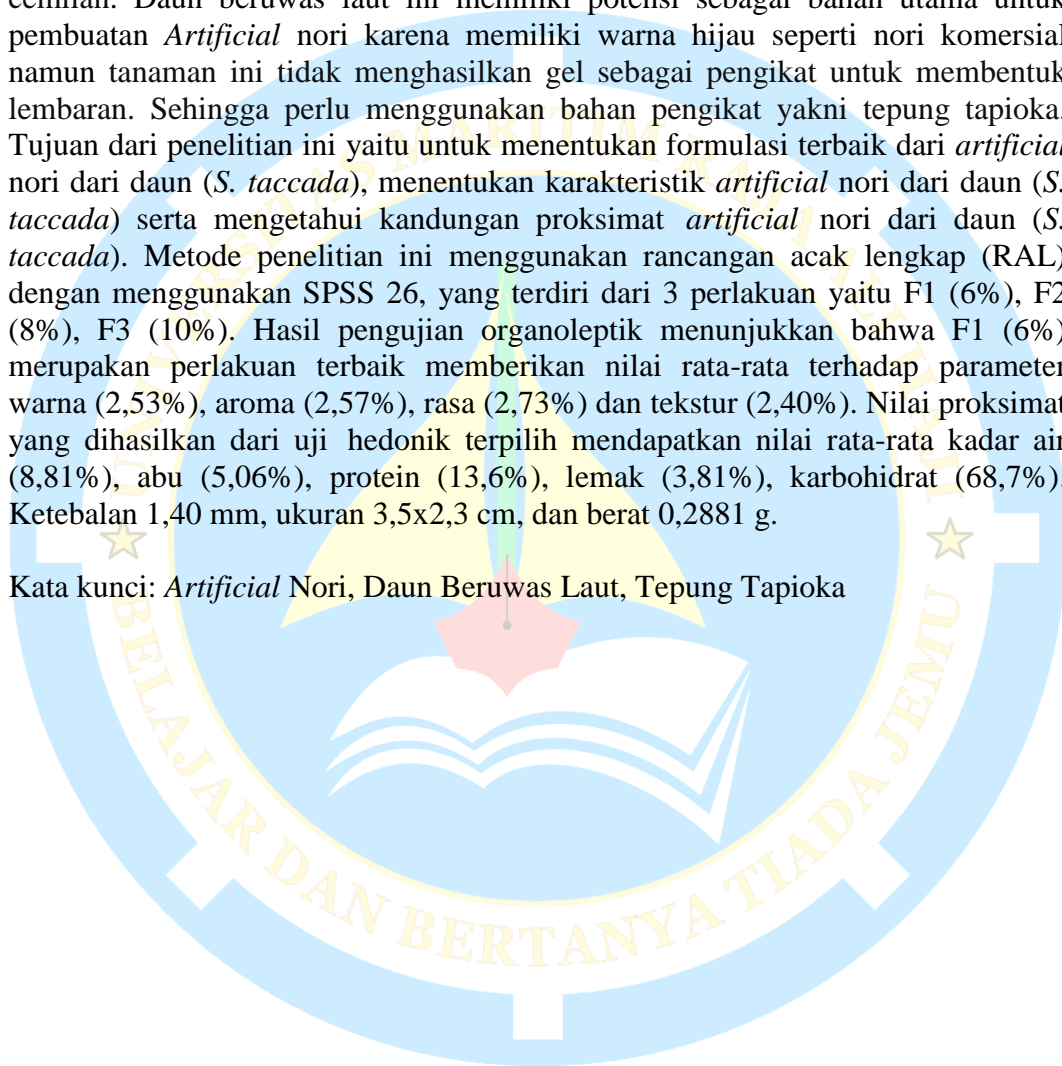 cemilan. Daun beruwas laut ini memiliki potensi sebagai bahan utama untuk
pembuatan Artificial nori karena memiliki warna hijau seperti nori komersial
namun tanaman ini tidak menghasilkan gel sebagai pengikat untuk membentuk
lembaran. Sehingga perlu menggunakan bahan pengikat yakni tepung tapioka.
Tujuan dari penelitian ini yaitu untuk menentukan formulasi terbaik dari artificial
nori dari daun (S. taccada), menentukan karakteristik artificial nori dari daun (S.
taccada) serta mengetahui kandungan proksimat artificial nori dari daun (S.
taccada). Metode penelitian ini menggunakan rancangan acak lengkap (RAL)
dengan menggunakan SPSS 26, yang terdiri dari 3 perlakuan yaitu F1 (6%), F2
(8%), F3 (10%). Hasil pengujian organoleptik menunjukkan bahwa F1 (6%)
merupakan perlakuan terbaik memberikan nilai rata-rata terhadap parameter
warna (2,53%), aroma (2,57%), rasa (2,73%) dan tekstur (2,40%). Nilai proksimat
yang dihasilkan dari uji hedonik terpilih mendapatkan nilai rata-rata kadar air
(8,81%), abu (5,06%), protein (13,6%), lemak (3,81%), karbohidrat (68,7%).
Ketebalan 1,40 mm, ukuran 3,5x2,3 cm, dan berat 0,2881 g.
Kata kunci: Artificial Nori, Daun Beruwas Laut, Tepung Tapioka
UNIVERSITAS MARITIM RAJA ALI HAJI
BELAJAR DAN BERTANYA TIADA JEMU